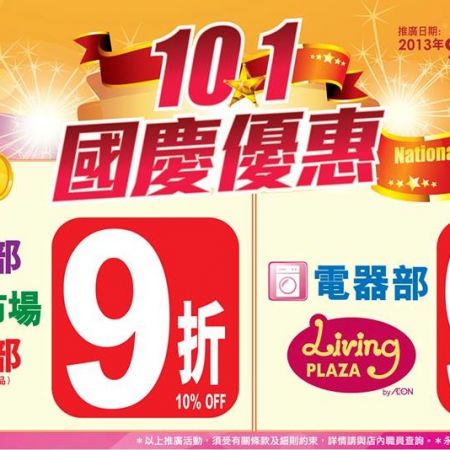 推廣日期:
2013年
10.1
國慶優惠
National
部
市場
部
品）
9折
10% OFF
電器部
Living
PLAZA
by ÆON
＊以上推廣活動，須受有關條款及細則約束，詳情請與店內職員查詢。＊永